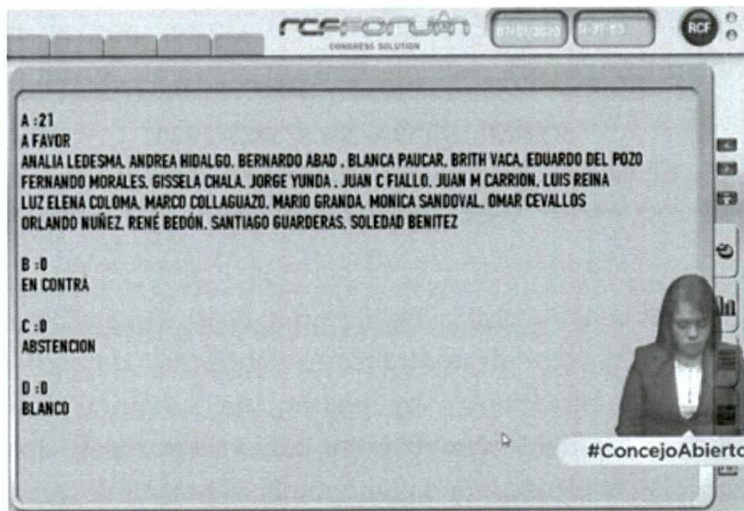 RCF FORUM
CONGRESS SOLUTION
RCF
A :21
A FAVOR
ANALIA LEDESMA, ANDREA HIDALGO, BERNARDO ABAD , BLANCA PAUCAR, BRITH VACA, EDUARDO DEL POZO
FERNANDO MORALES, GISSELA CHALA, JORGE YUNDA , JUAN C FIALLO, JUAN M CARRION, LUIS REINA
LUZ ELENA COLOMA, MARCO COLLAGUAZO, MARIO GRANDA, MONICA SANDOVAL, OMAR CEVALLOS
ORLANDO NUÑEZ, RENÉ BEDÓN, SANTIAGO GUARDERAS, SOLEDAD BENITEZ
B :0
EN CONTRA
C :0
ABSTENCION
D :0
BLANCO
#ConcejoAbierto